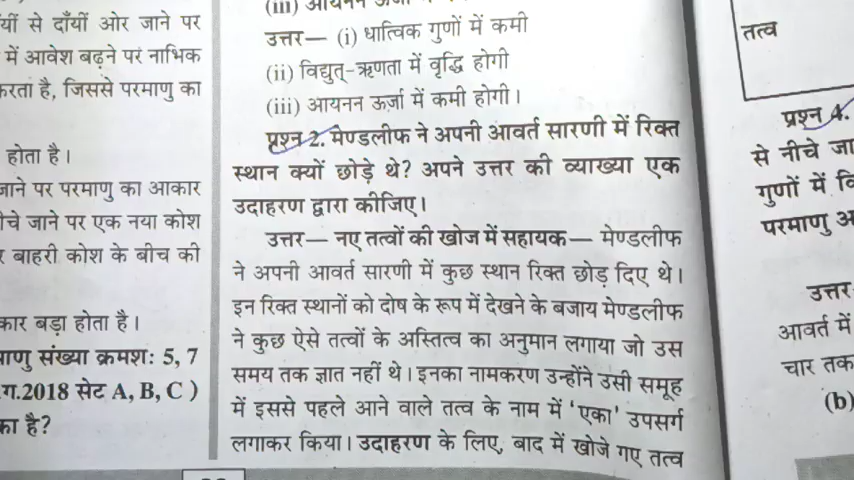 यीं से दाँयीं ओर जाने पर
में आवेश बढ़ने पर नाभिक
करता है, जिससे परमाणु का
होता है।
जाने पर परमाणु का आकार
चे जाने पर एक नया कोश
बाहरी कोश के बीच की
कार बड़ा होता है।
माणु संख्या क्रमशः 5, 7
ग.2018 सेट A, B, C )
का है?
(iii)
उत्तर— (i) धात्विक गुणों में कमी
(ii) विद्युत्-ऋणता में वृद्धि होगी
(iii) आयनन ऊर्जा में कमी होगी।
प्रश्न 2. मेण्डलीफ ने अपनी आवर्त सारणी में रिक्त
स्थान क्यों छोड़े थे? अपने उत्तर की व्याख्या एक
उदाहरण द्वारा कीजिए।
उत्तर— नए तत्वों की खोज में सहायक— मेण्डलीफ
ने अपनी आवर्त सारणी में कुछ स्थान रिक्त छोड़ दिए थे।
इन रिक्त स्थानों को दोष के रूप में देखने के बजाय मेण्डलीफ
ने कुछ ऐसे तत्वों के अस्तित्व का अनुमान लगाया जो उस
समय तक ज्ञात नहीं थे। इनका नामकरण उन्होंने उसी समूह
में इससे पहले आने वाले तत्व के नाम में ‘एका’ उपसर्ग
लगाकर किया। उदाहरण के लिए, बाद में खोजे गए तत्व
तत्व
प्रश्न 4.
से नीचे जा
गुणों में
परमाणु अ
उत्तर
आवर्त में
चार तक
(b)